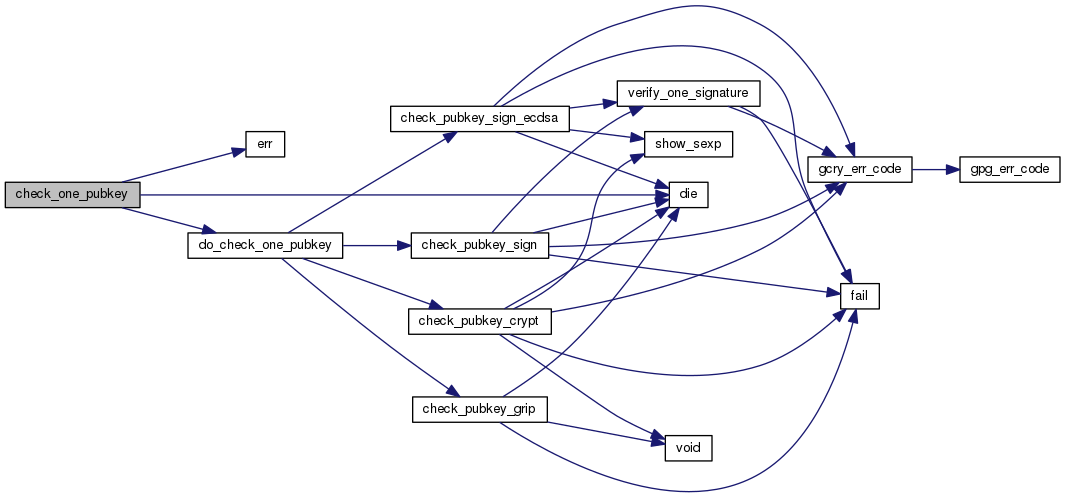 check_one_pubkey
err
do_check_one_pubkey
check_pubkey_sign_ecdsa
check_pubkey_sign
check_pubkey_crypt
check_pubkey_grip
verify_one_signature
show_sexp
die
void
gcry_err_code
fail
gpg_err_code